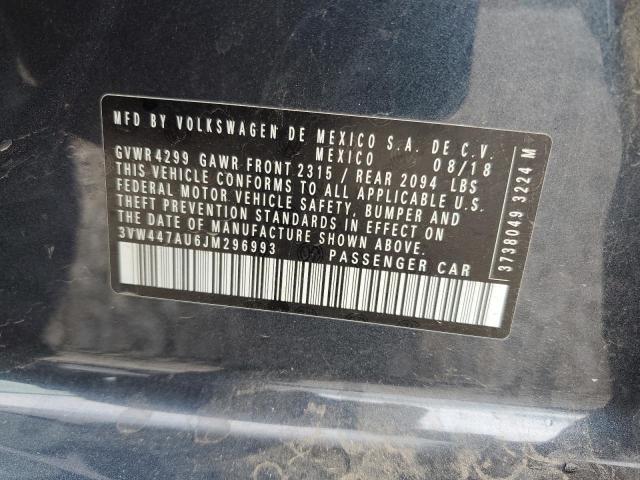 MFD BY VOLKSWAGEN DE MEXICO S.A. DE C.V.
MEXICO 08/18
GVWR 4299 GAWR FRONT 2315 / REAR 2094 LBS
THIS VEHICLE CONFORMS TO ALL APPLICABLE U.S.
FEDERAL MOTOR VEHICLE SAFETY, BUMPER AND
THEFT PREVENTION STANDARDS IN EFFECT ON
THE DATE OF MANUFACTURE SHOWN ABOVE.
3VW447AU6JM296993 PASSENGER CAR
3738049 3224 M